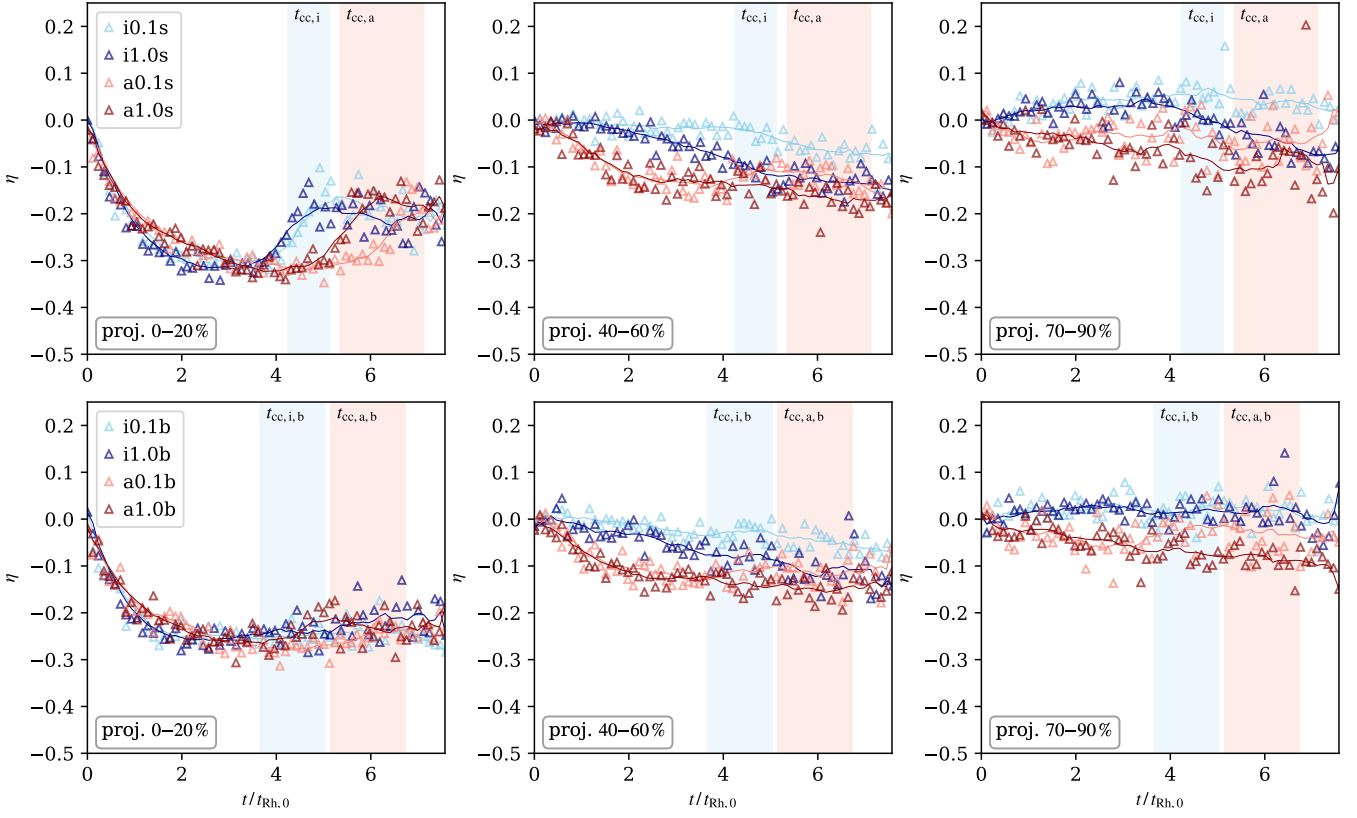 t_cc, i t_cc, a
i0.1s
i1.0s
a0.1s
a1.0s
0.2
0.1
0.0
−0.1
−0.2
−0.3
−0.4
−0.5
η
proj. 0−20%
0 2 4 6
t_cc, i t_cc, a
0.2
0.1
0.0
−0.1
−0.2
−0.3
−0.4
−0.5
η
proj. 40−60%
0 2 4 6
t_cc, i t_cc, a
0.2
0.1
0.0
−0.1
−0.2
−0.3
−0.4
−0.5
η
proj. 70−90%
0 2 4 6
t_cc, i, b t_cc, a, b
i0.1b
i1.0b
a0.1b
a1.0b
0.2
0.1
0.0
−0.1
−0.2
−0.3
−0.4
−0.5
η
proj. 0−20%
0 2 4 6
t/t_Rh, 0
t_cc, i, b t_cc, a, b
0.2
0.1
0.0
−0.1
−0.2
−0.3
−0.4
−0.5
η
proj. 40−60%
0 2 4 6
t/t_Rh, 0
t_cc, i, b t_cc, a, b
0.2
0.1
0.0
−0.1
−0.2
−0.3
−0.4
−0.5
η
proj. 70−90%
0 2 4 6
t/t_Rh, 0